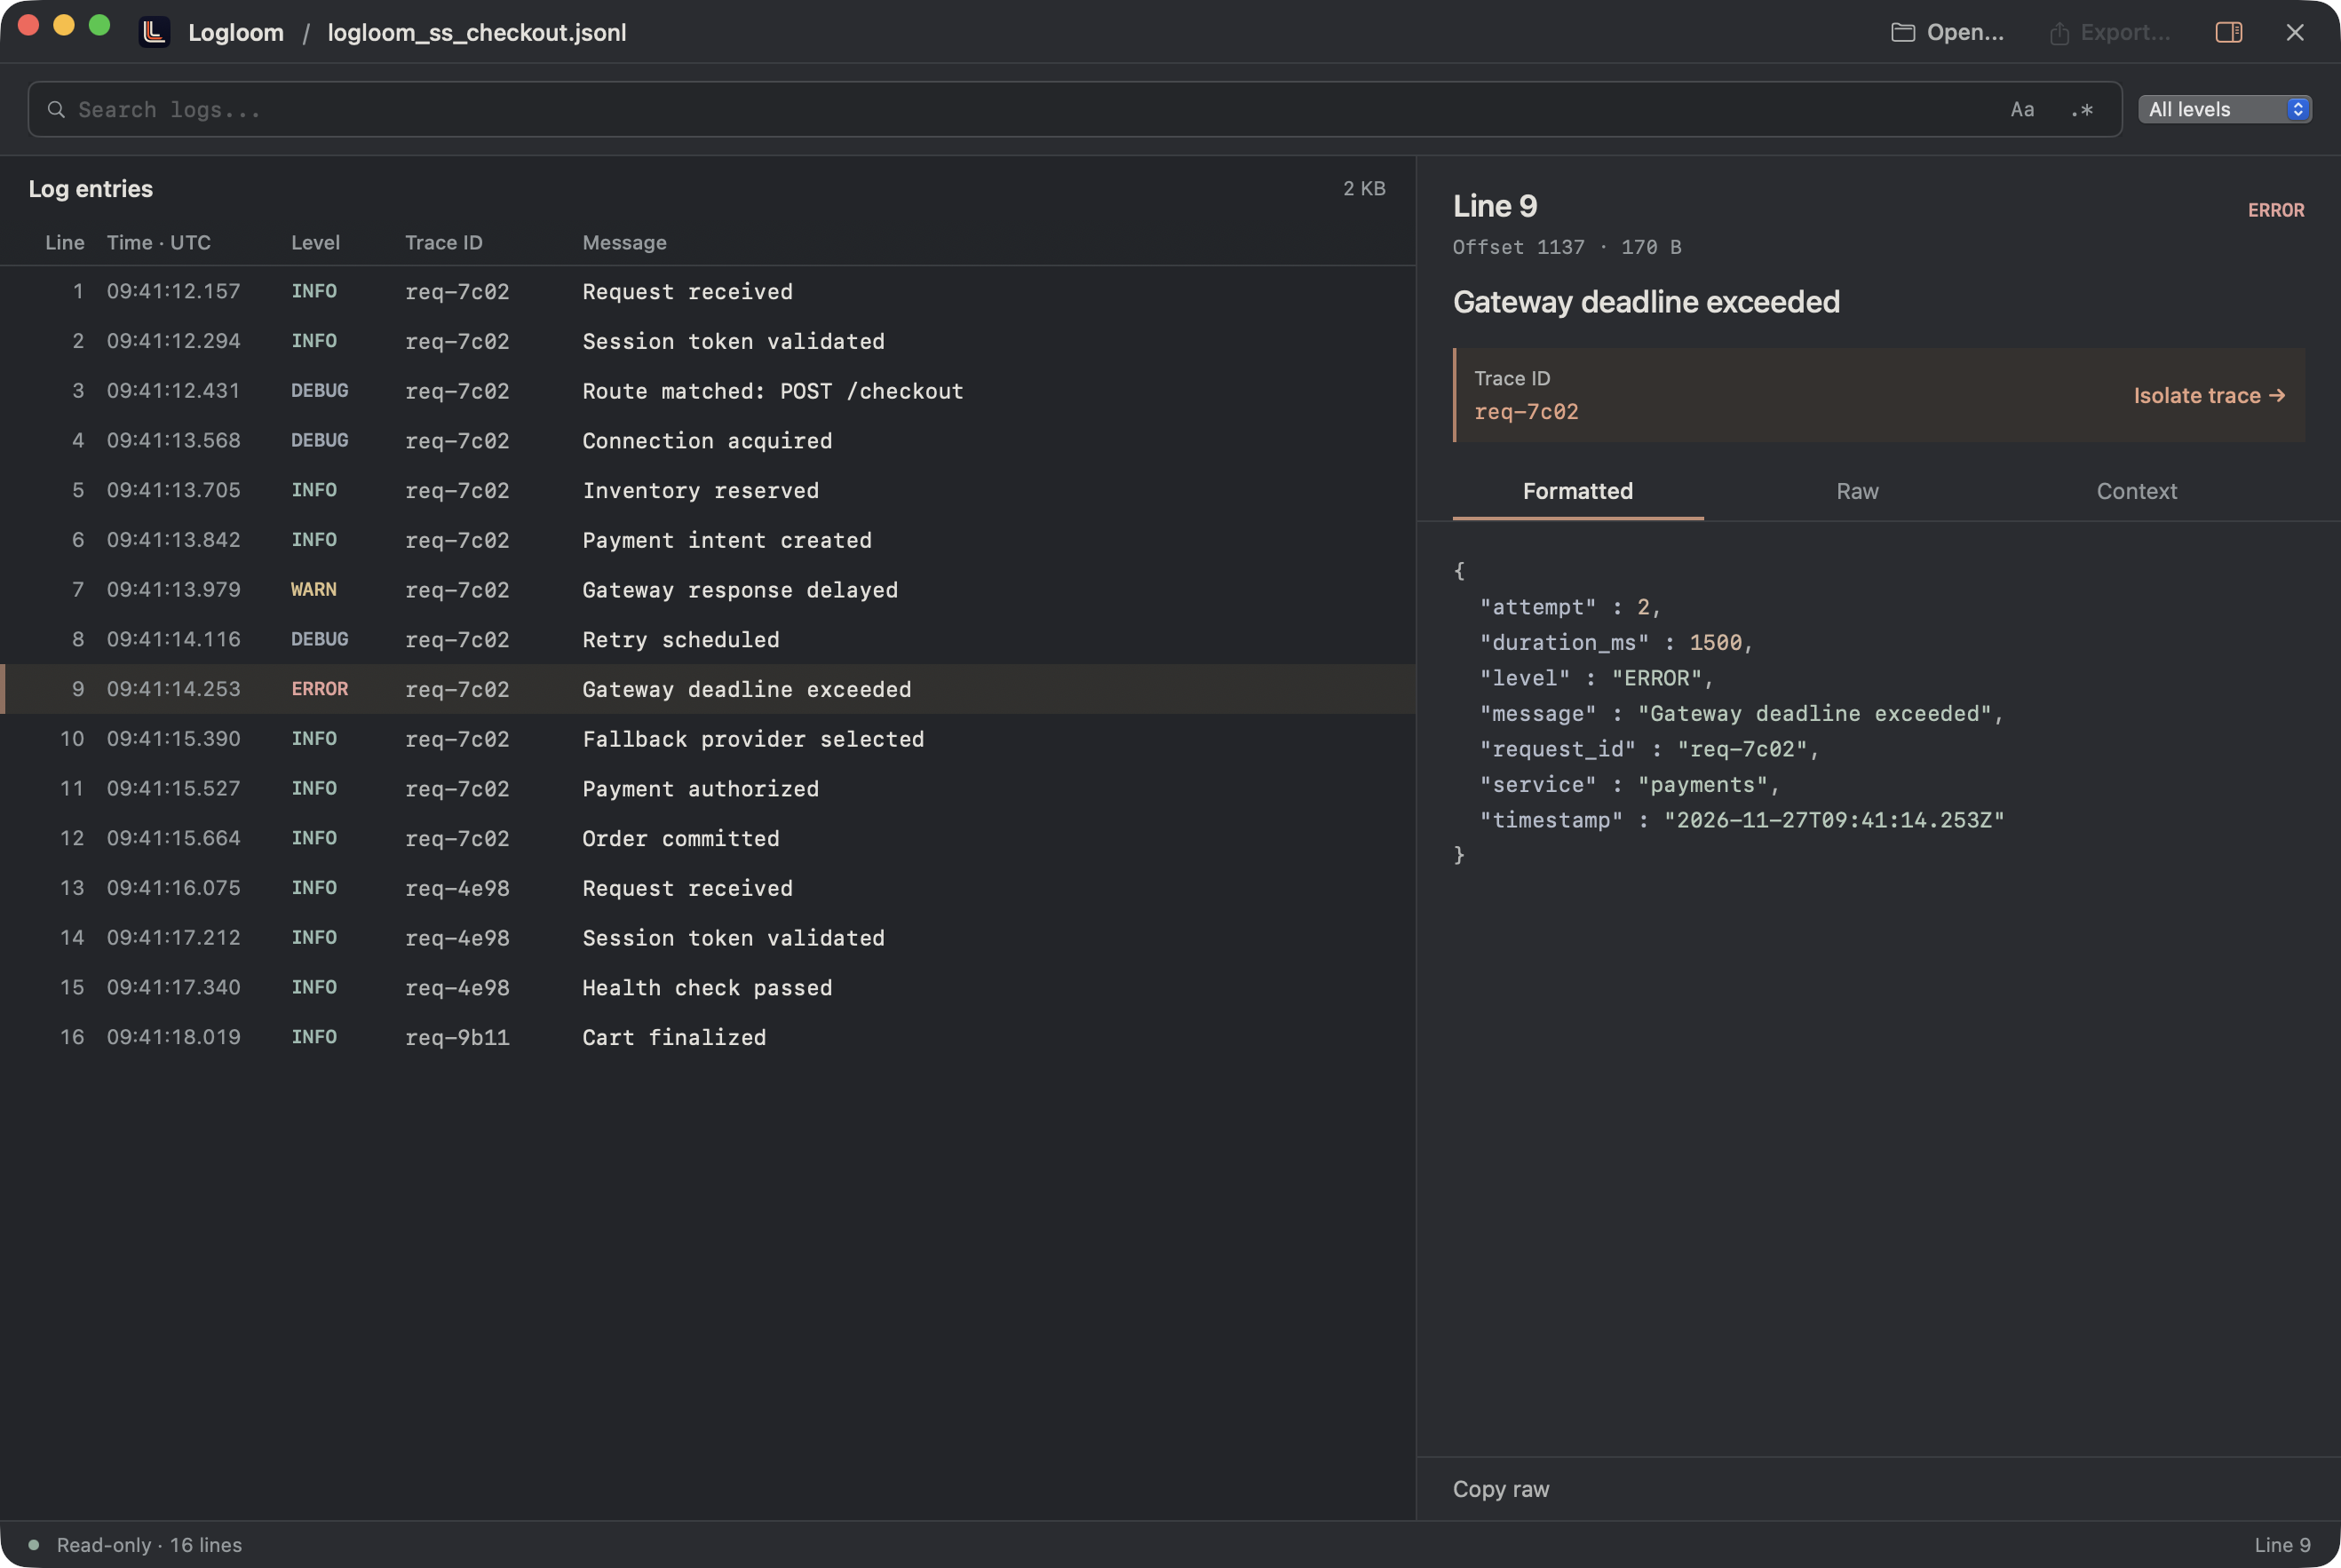 Logloom / logloom_ss_checkout.jsonl
Open...
Export...
Search logs...
Aa
.*
All levels
Log entries
2 KB
Line Time · UTC Level Trace ID Message
1 09:41:12.157 INFO req-7c02 Request received
2 09:41:12.294 INFO req-7c02 Session token validated
3 09:41:12.431 DEBUG req-7c02 Route matched: POST /checkout
4 09:41:13.568 DEBUG req-7c02 Connection acquired
5 09:41:13.705 INFO req-7c02 Inventory reserved
6 09:41:13.842 INFO req-7c02 Payment intent created
7 09:41:13.979 WARN req-7c02 Gateway response delayed
8 09:41:14.116 DEBUG req-7c02 Retry scheduled
9 09:41:14.253 ERROR req-7c02 Gateway deadline exceeded
10 09:41:15.390 INFO req-7c02 Fallback provider selected
11 09:41:15.527 INFO req-7c02 Payment authorized
12 09:41:15.664 INFO req-7c02 Order committed
13 09:41:16.075 INFO req-4e98 Request received
14 09:41:17.212 INFO req-4e98 Session token validated
15 09:41:17.340 INFO req-4e98 Health check passed
16 09:41:18.019 INFO req-9b11 Cart finalized
Line 9
ERROR
Offset 1137 · 170 B
Gateway deadline exceeded
Trace ID
req-7c02
Isolate trace →
Formatted Raw Context
{
"attempt" : 2,
"duration_ms" : 1500,
"level" : "ERROR",
"message" : "Gateway deadline exceeded",
"request_id" : "req-7c02",
"service" : "payments",
"timestamp" : "2026-11-27T09:41:14.253Z"
}
Copy raw
Read-only · 16 lines
Line 9